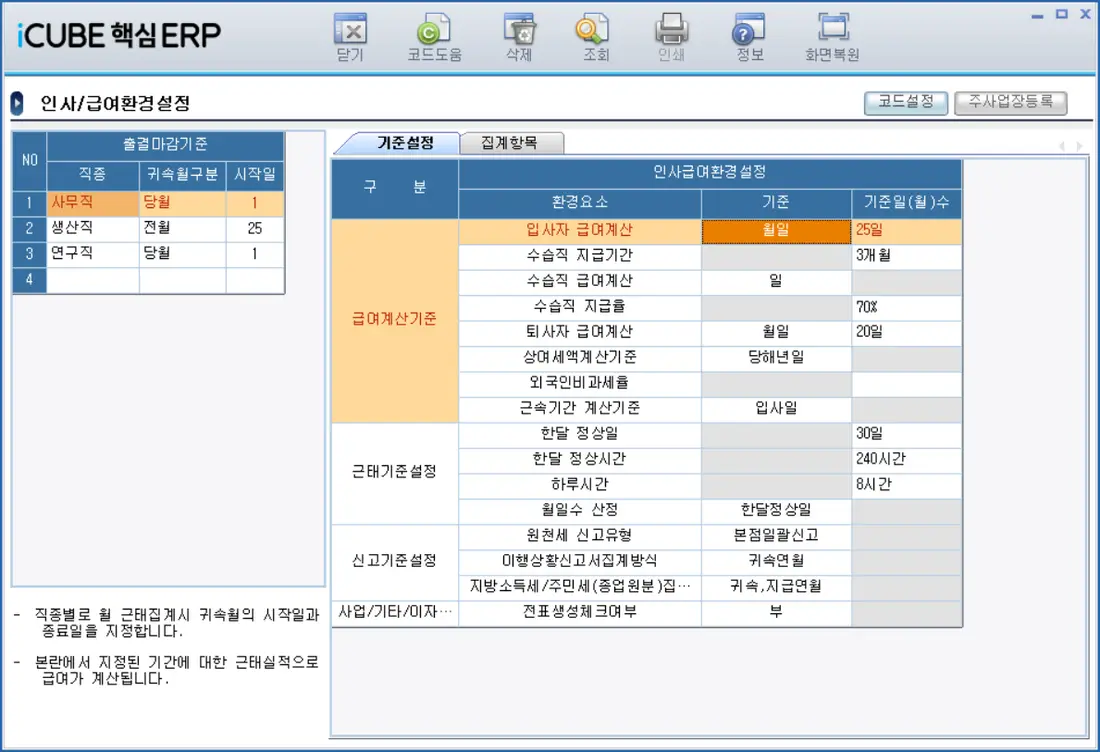 iCUBE 핵심ERP
닫기 코드도움 삭제 조회 인쇄 정보 화면복원
인사/급여환경설정
코드설정 주사업장등록
NO 출결마감기준
직종 귀속월구분 시작일
1 사무직 당월 1
2 생산직 전월 25
3 연구직 당월 1
4
- 직종별로 월 근태집계시 귀속월의 시작일과
종료일을 지정합니다.
- 본란에서 지정된 기간에 대한 근태실적으로
급여가 계산됩니다.
기준설정 집계항목
구 분 인사급여환경설정
환경요소 기준 기준일(월)수
급여계산기준
입사자 급여계산 월일 25일
수습직 지급기간 3개월
수습직 급여계산 일
수습직 지급율 70%
퇴사자 급여계산 월일 20일
상여세액계산기준 당해년일
외국인비과세율
근속기간 계산기준 입사일
근태기준설정
한달 정상일 30일
한달 정상시간 240시간
하루시간 8시간
월일수 산정 한달정상일
신고기준설정
원천세 신고유형 본점일괄신고
이행상황신고서집계방식 귀속연월
지방소득세/주민세(종업원분)집… 귀속,지급연월
사업/기타/이자… 전표생성체크여부 부